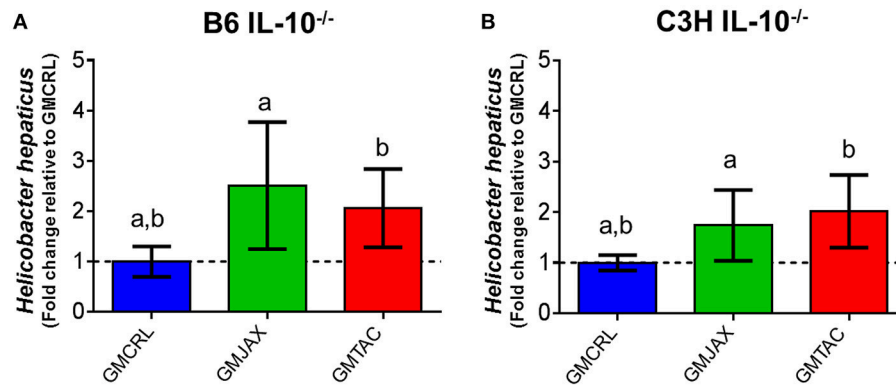 A
B6 IL-10-/-
Helicobacter hepaticus
(Fold change relative to GMCRL)
5
4
3
2
1
0
a,b
a
b
GMCRL
GMJAX
GMTAC
B
C3H IL-10-/-
Helicobacter hepaticus
(Fold change relative to GMCRL)
5
4
3
2
1
0
a,b
a
b
GMCRL
GMJAX
GMTAC